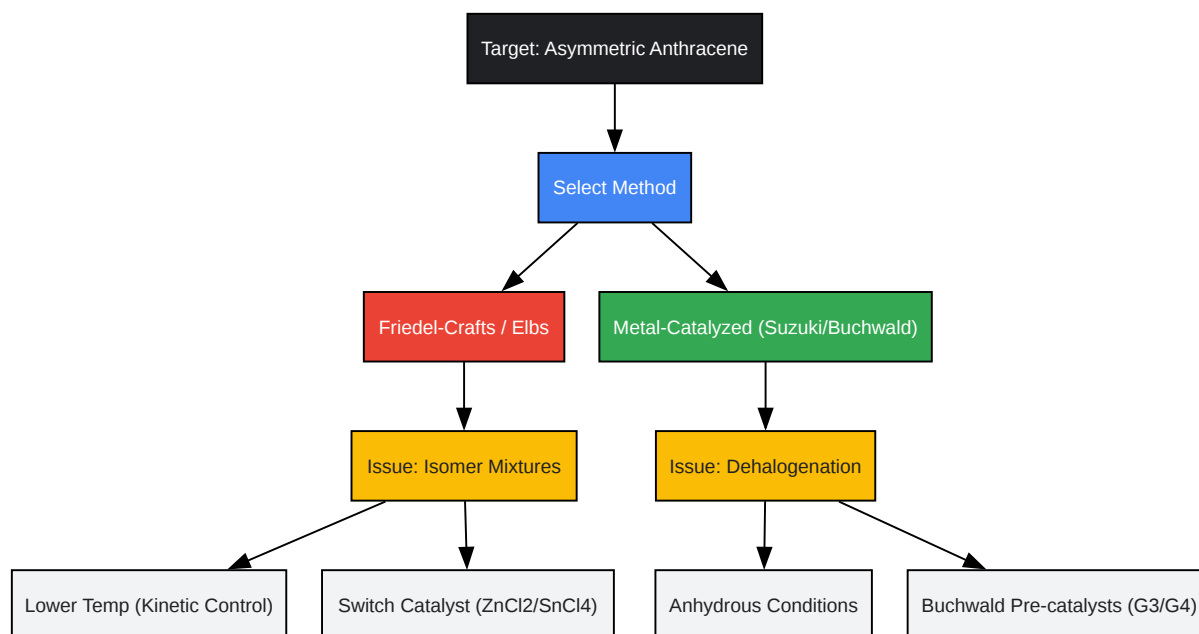 Target: Asymmetric Anthracene
Select Method
Friedel-Crafts / Elbs
Metal-Catalyzed (Suzuki/Buchwald)
Issue: Isomer Mixtures
Issue: Dehalogenation
Lower Temp (Kinetic Control)
Switch Catalyst (ZnCl2/SnCl4)
Anhydrous Conditions
Buchwald Pre-catalysts (G3/G4)